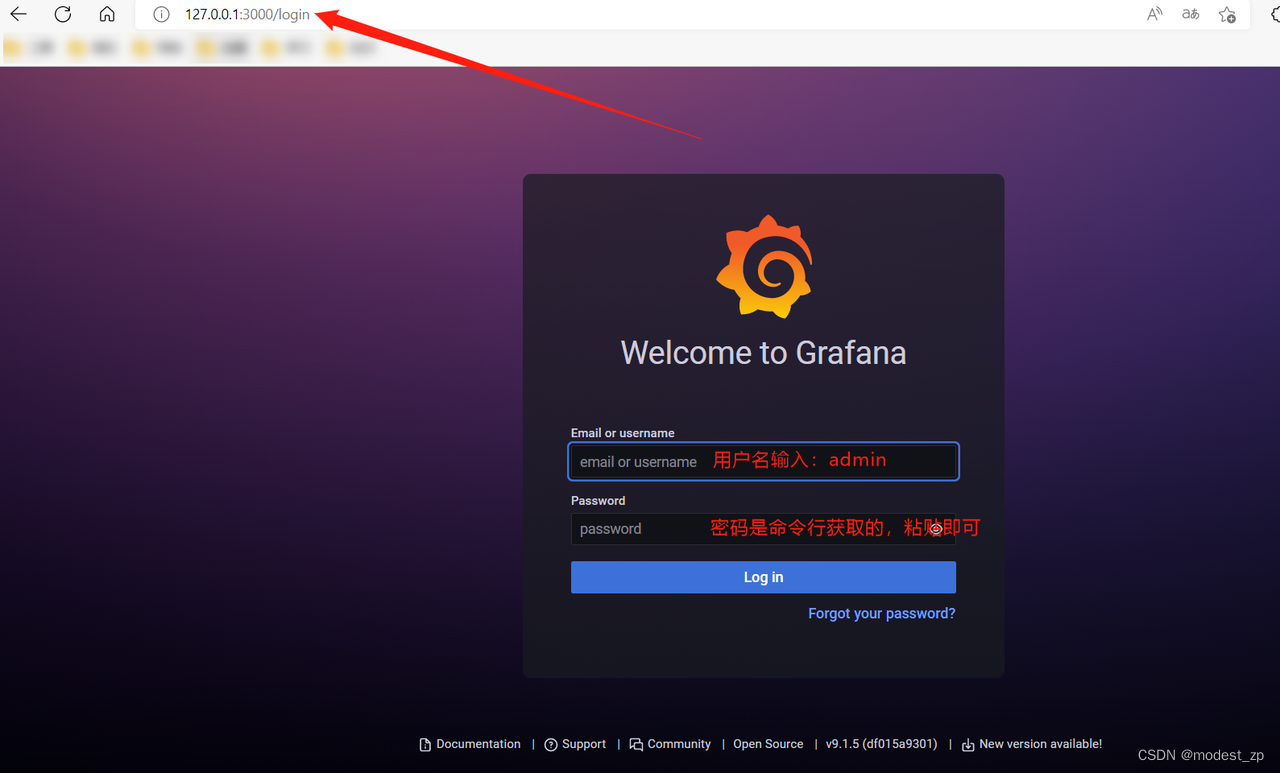 127.0.0.1:3000/login
Welcome to Grafana
Email or username
email or username 用户名输入：admin
Password
password 密码是命令行获取的，粘贴即可
Log in
Forgot your password?
Documentation | Support | Community | Open Source | v9.1.5 (df015a9301) | New version available!
CSDN @modest_zp